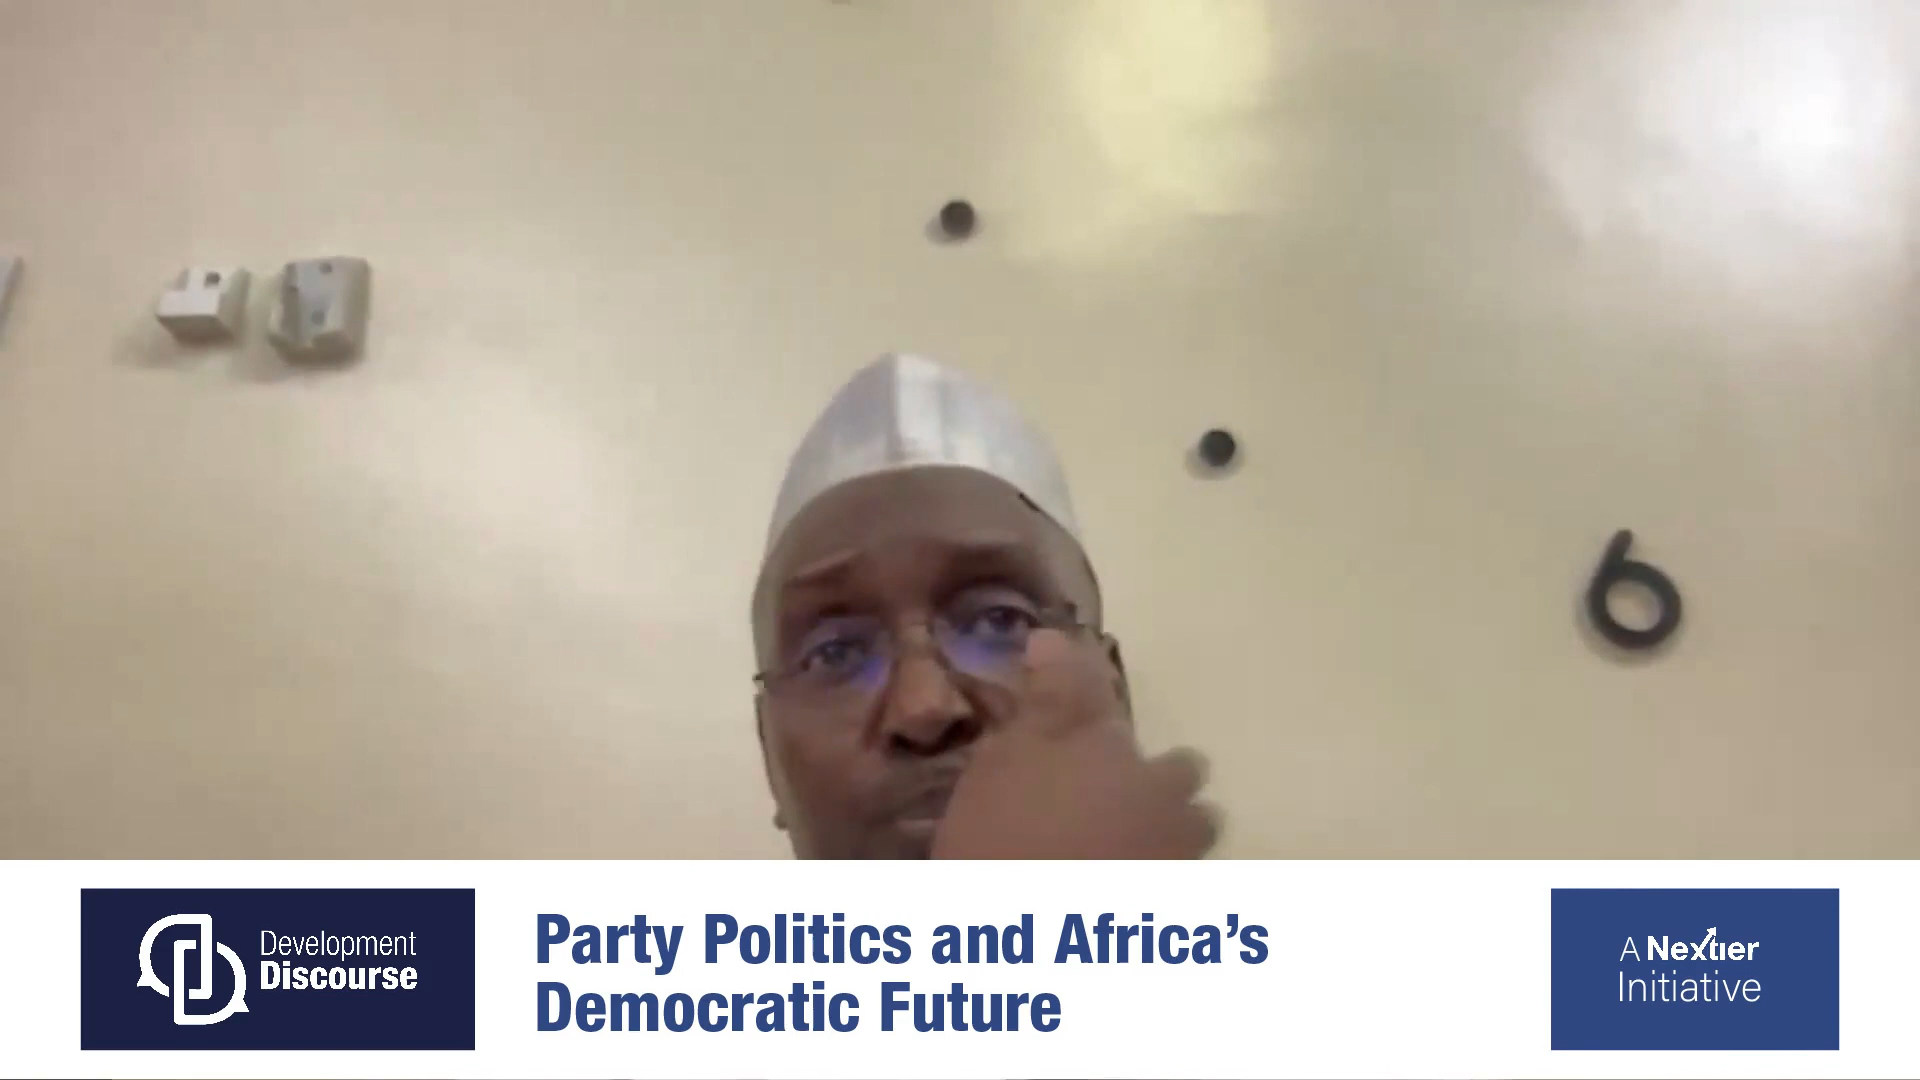 6
Development
Discourse
Party Politics and Africa's
Democratic Future
A Nextier
Initiative